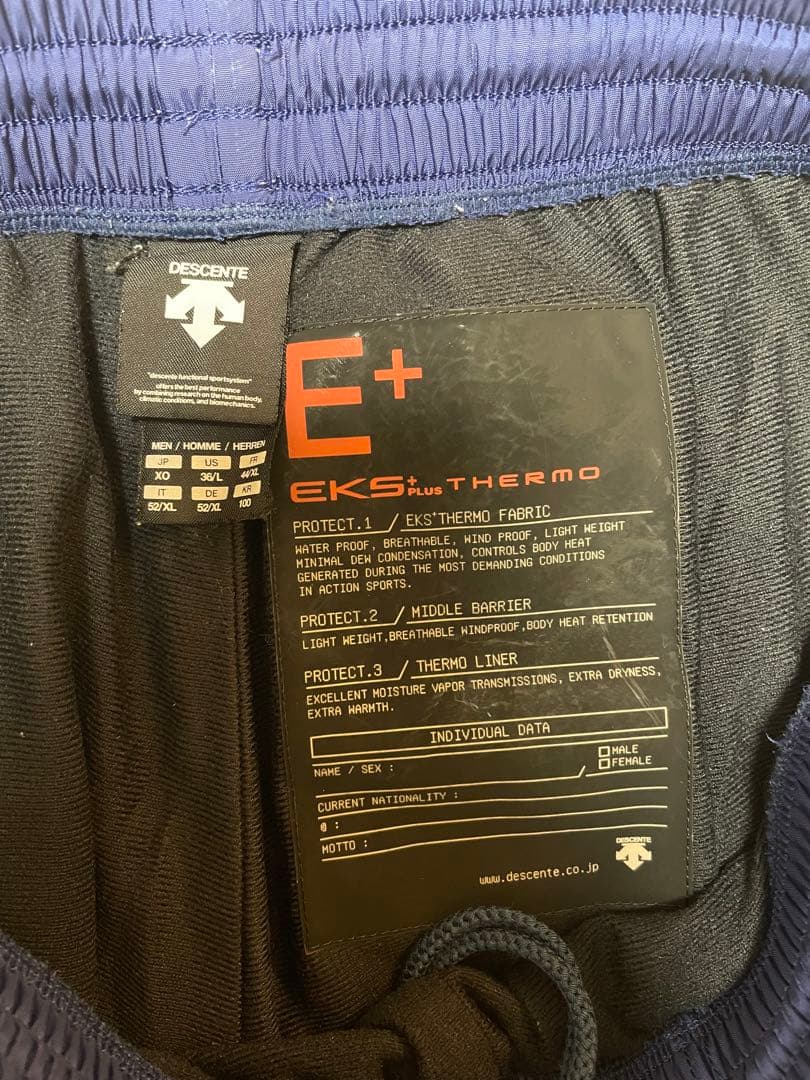 DESCENTE
"descente functional sportsystem"
offers the best performance
by combining research on the human body,
climatic conditions, and biomechanics.
MEN / HOMME / HERREN
JP US FR
XO 36/L 44/XL
IT DE KR
52/XL 52/XL 100
E+
EKS+PLUS THERMO
PROTECT.1 / EKS+THERMO FABRIC
WATER PROOF, BREATHABLE, WIND PROOF, LIGHT WEIGHT
MINIMAL DEW CONDENSATION, CONTROLS BODY HEAT
GENERATED DURING THE MOST DEMANDING CONDITIONS
IN ACTION SPORTS.
PROTECT.2 / MIDDLE BARRIER
LIGHT WEIGHT,BREATHABLE WINDPROOF,BODY HEAT RETENTION
PROTECT.3 / THERMO LINER
EXCELLENT MOISTURE VAPOR TRANSMISSIONS, EXTRA DRYNESS,
EXTRA WARMTH.
INDIVIDUAL DATA
NAME / SEX : / MALE
FEMALE
CURRENT NATIONALITY :
@ :
MOTTO :
DESCENTE
www.descente.co.jp